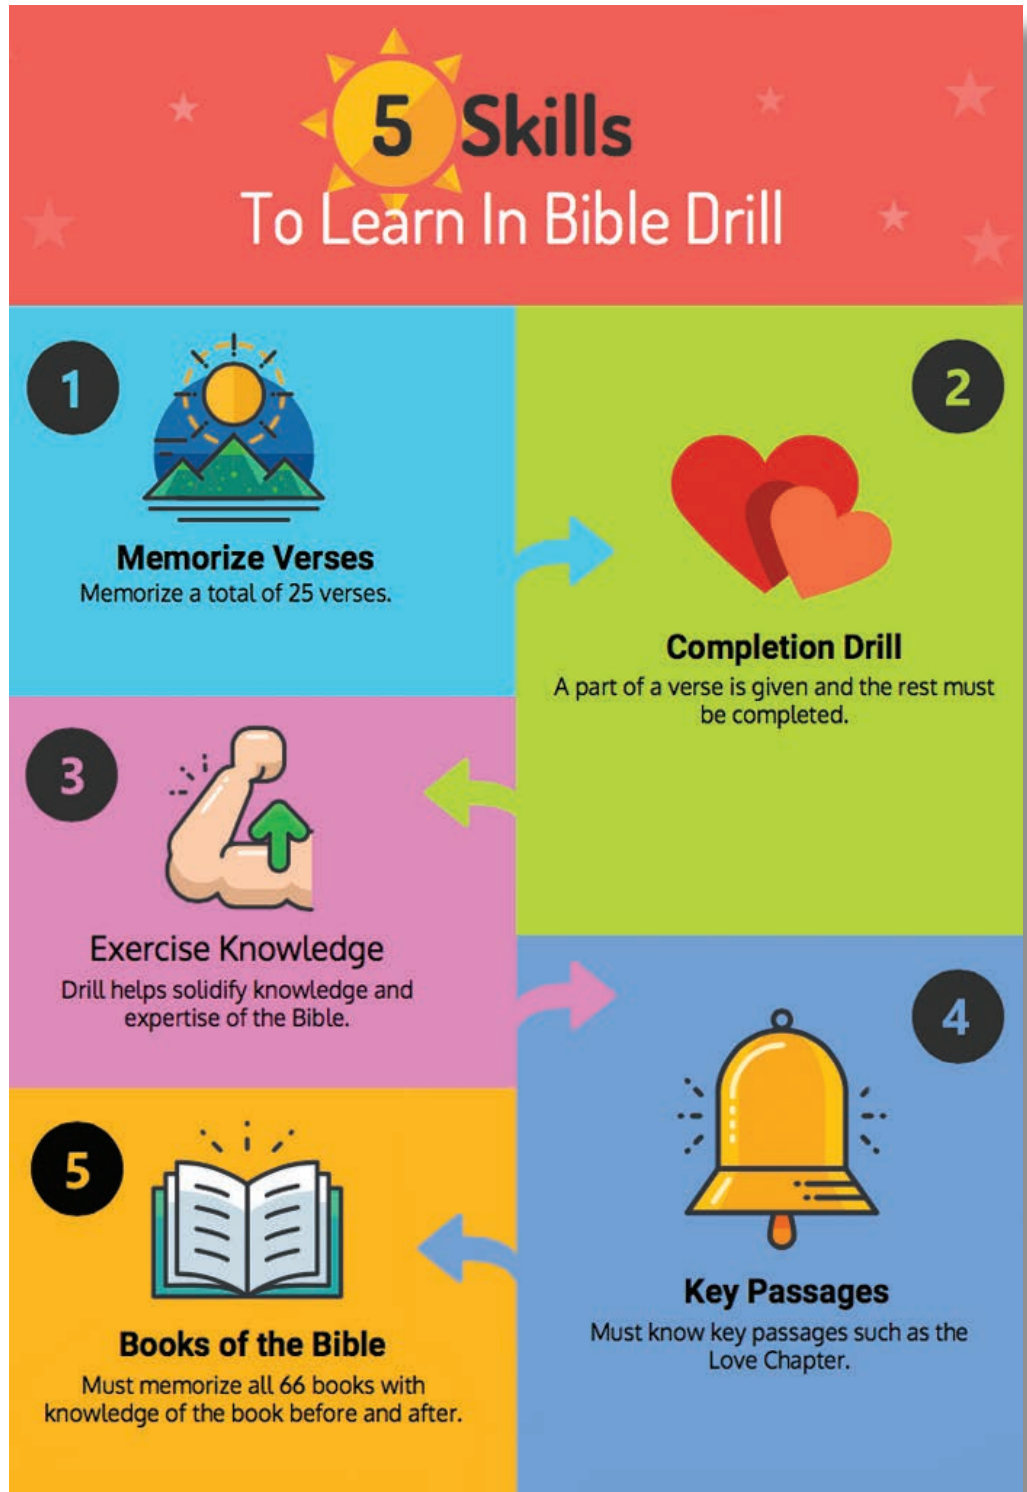 5 Skills
To Learn In Bible Drill
1
Memorize Verses
Memorize a total of 25 verses.
2
Completion Drill
A part of a verse is given and the rest must
be completed.
3
Exercise Knowledge
Drill helps solidify knowledge and
expertise of the Bible.
4
Key Passages
Must know key passages such as the
Love Chapter.
5
Books of the Bible
Must memorize all 66 books with
knowledge of the book before and after.